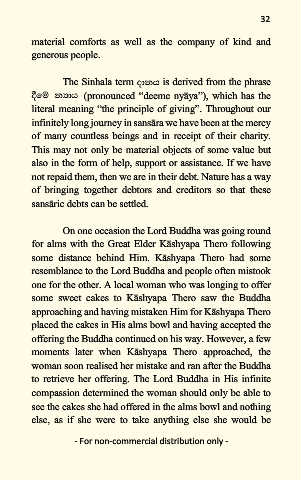 32
material comforts as well as the company of kind and
generous people.
The Sinhala term දානය is derived from the phrase
දීමේ න්‍යාය (pronounced “deeme nyāya”), which has the
literal meaning “the principle of giving”. Throughout our
infinitely long journey in sansāra we have been at the mercy
of many countless beings and in receipt of their charity.
This may not only be material objects of some value but
also in the form of help, support or assistance. If we have
not repaid them, then we are in their debt. Nature has a way
of bringing together debtors and creditors so that these
sansāric debts can be settled.
On one occasion the Lord Buddha was going round
for alms with the Great Elder Kāshyapa Thero following
some distance behind Him. Kāshyapa Thero had some
resemblance to the Lord Buddha and people often mistook
one for the other. A local woman who was longing to offer
some sweet cakes to Kāshyapa Thero saw the Buddha
approaching and having mistaken Him for Kāshyapa Thero
placed the cakes in His alms bowl and having accepted the
offering the Buddha continued on his way. However, a few
moments later when Kāshyapa Thero approached, the
woman soon realised her mistake and ran after the Buddha
to retrieve her offering. The Lord Buddha in His infinite
compassion determined the woman should only be able to
see the cakes she had offered in the alms bowl and nothing
else, as if she were to take anything else she would be
- For non-commercial distribution only -